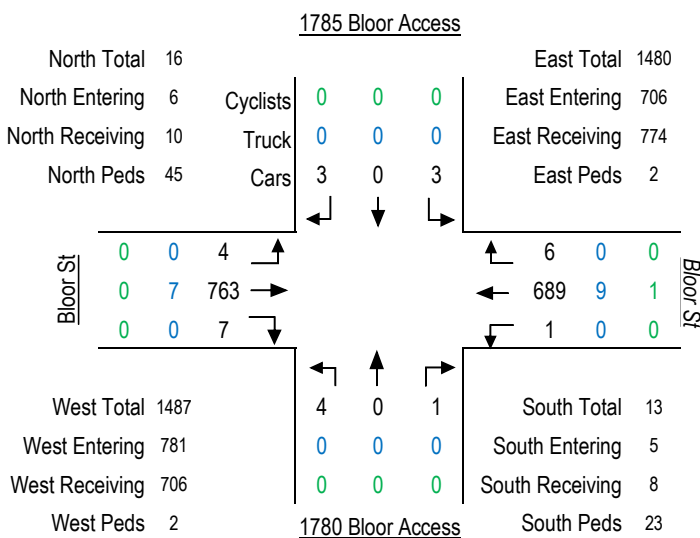 1785 Bloor Access
North Total 16 East Total 1480
North Entering 6 Cyclists 0 0 0 East Entering 706
North Receiving 10 Truck 0 0 0 East Receiving 774
North Peds 45 Cars 3 0 3 East Peds 2
Bloor St
0 0 4 6 0 0
0 7 763 689 9 1
0 0 7 1 0 0
Bloor St
West Total 1487 4 0 1 South Total 13
West Entering 781 0 0 0 South Entering 5
West Receiving 706 0 0 0 South Receiving 8
West Peds 2 1780 Bloor Access South Peds 23